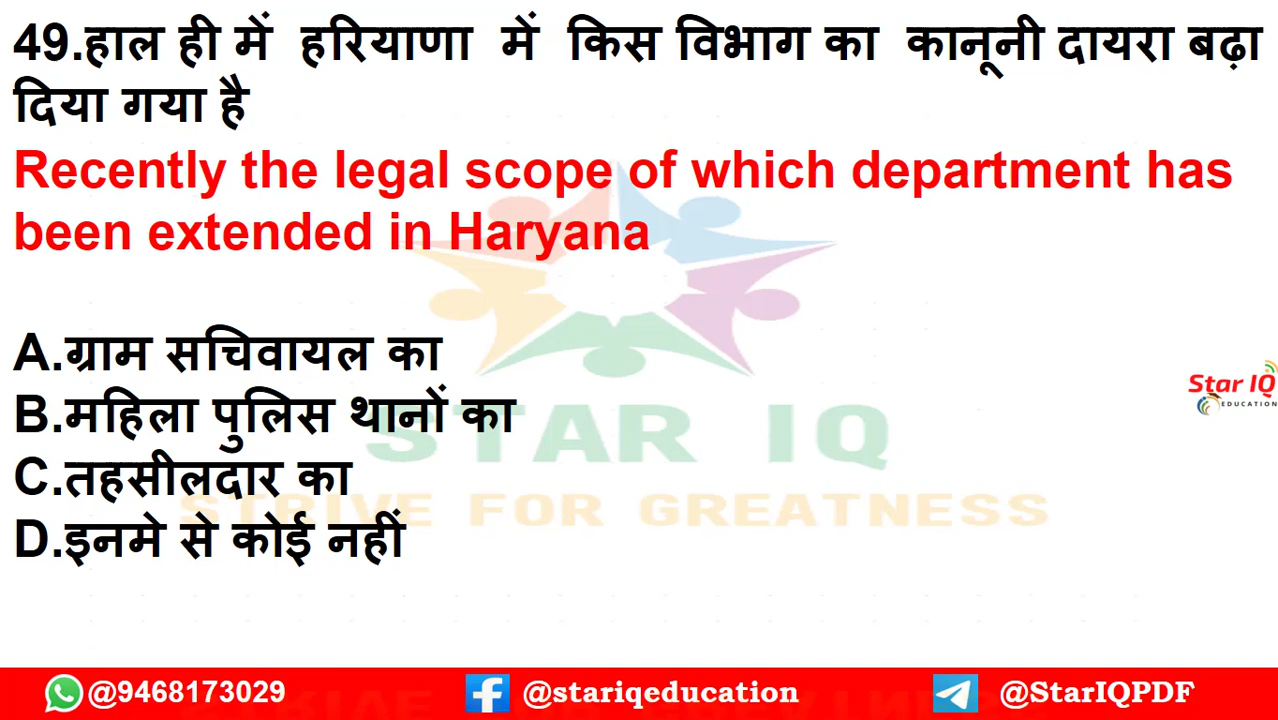 49.हाल ही में हरियाणा में किस विभाग का कानूनी दायरा बढ़ा
दिया गया है
Recently the legal scope of which department has
been extended in Haryana
A.ग्राम सचिवायल का
B.महिला पुलिस थानों का
C.तहसीलदार का
D.इनमे से कोई नहीं
STAR IQ
STRIVE FOR GREATNESS
Star IQ
EDUCATION
@9468173029
@stariqeducation
@StarIQPDF